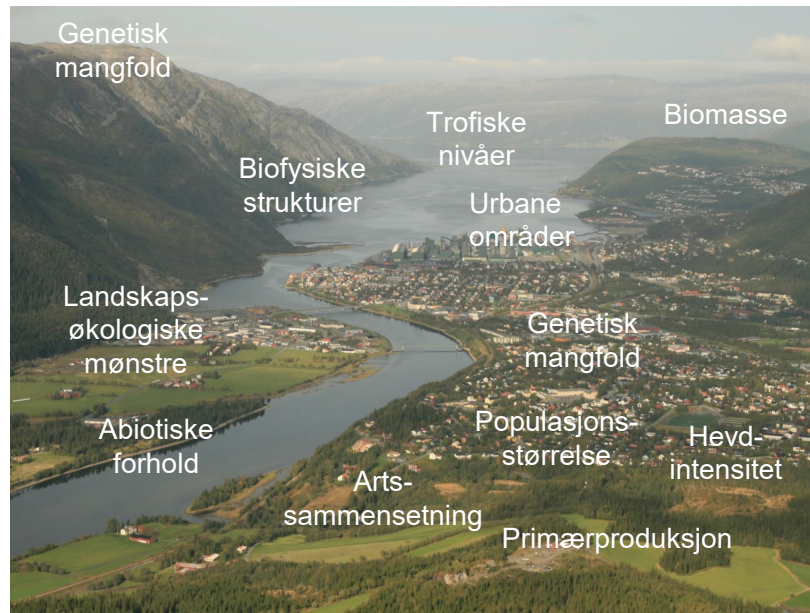 Genetisk
mangfold
Trofiske
nivåer
Biomasse
Biofysiske
strukturer
Urbane
områder
Landskaps-
økologiske
mønstre
Genetisk
mangfold
Abiotiske
forhold
Populasjons-
størrelse
Hevd-
intensitet
Arts-
sammensetning
Primærproduksjon